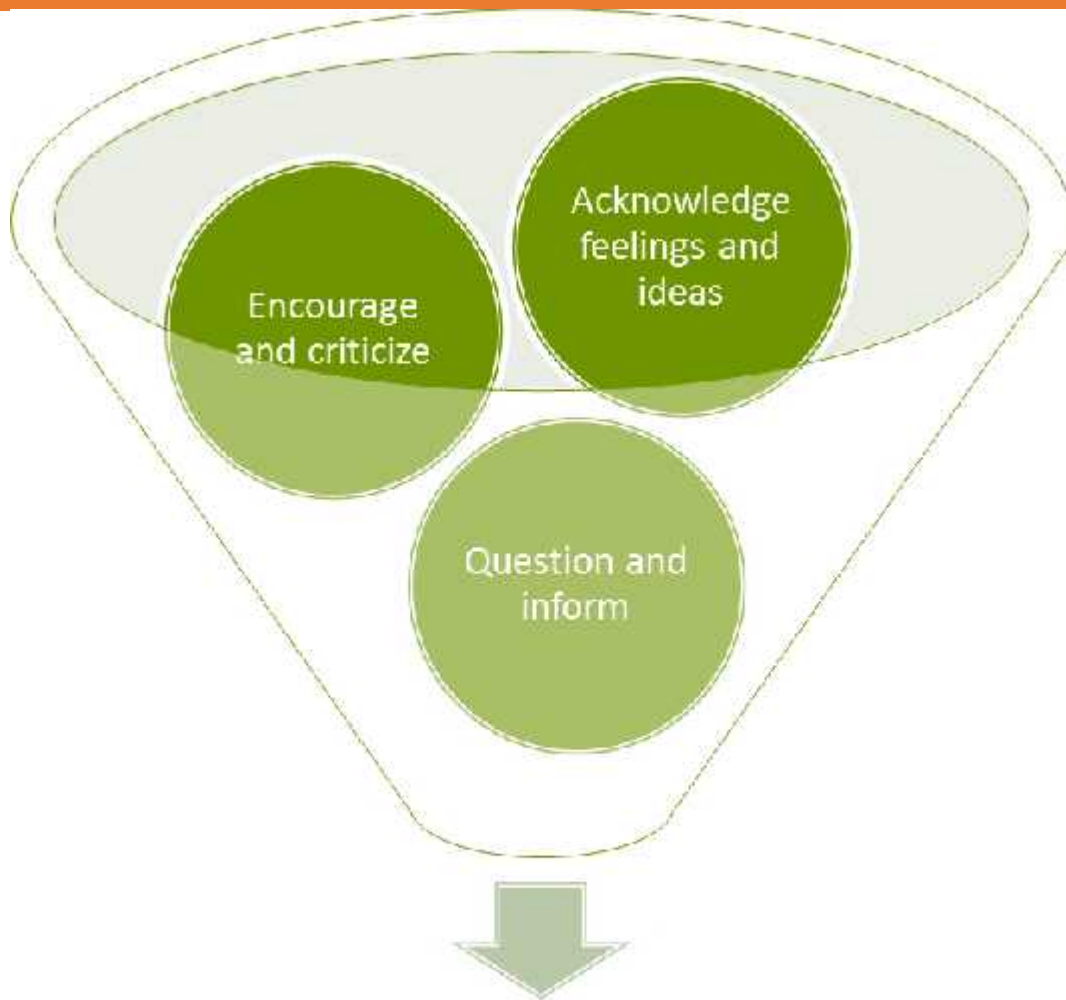 Acknowledge
feelings and
ideas
Encourage
and criticize
Question and
inform